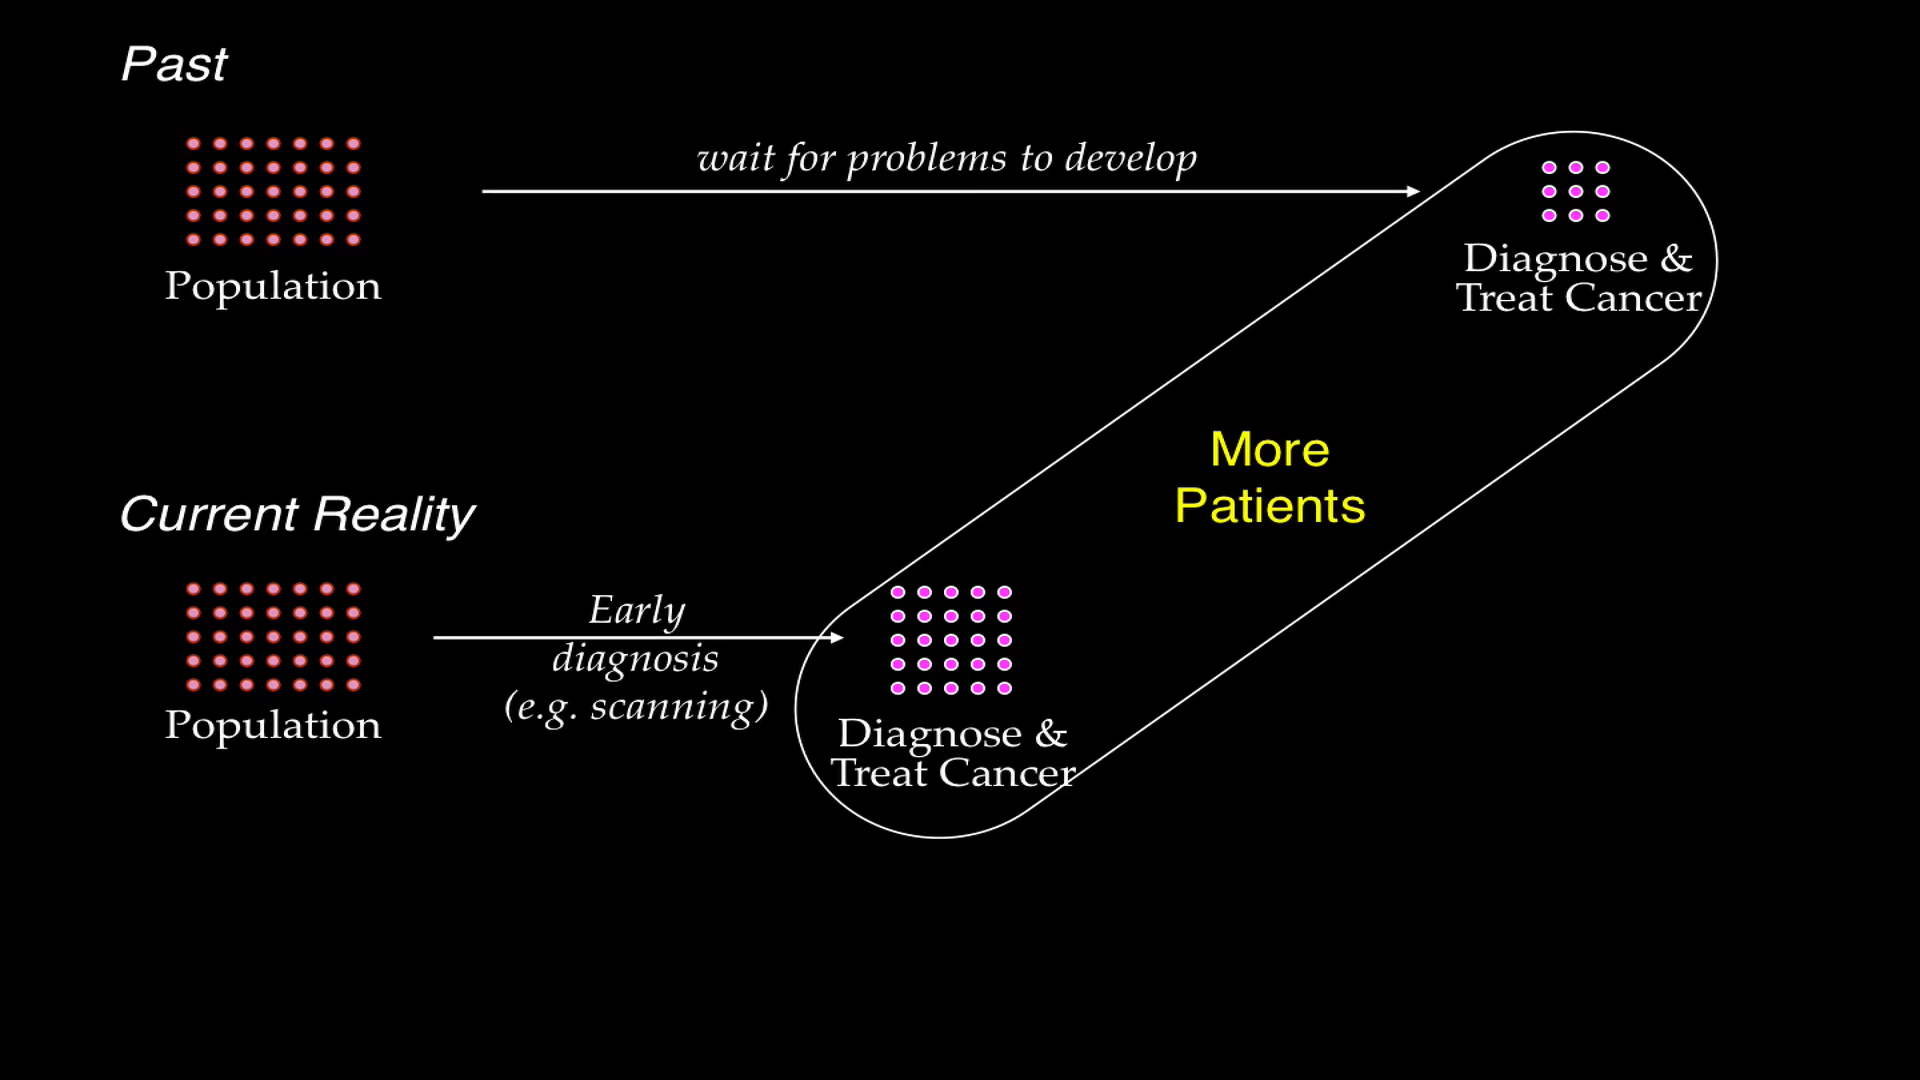 Past
wait for problems to develop
Population
Diagnose &
Treat Cancer
More
Patients
Current Reality
Early
diagnosis
(e.g. scanning)
Population
Diagnose &
Treat Cancer